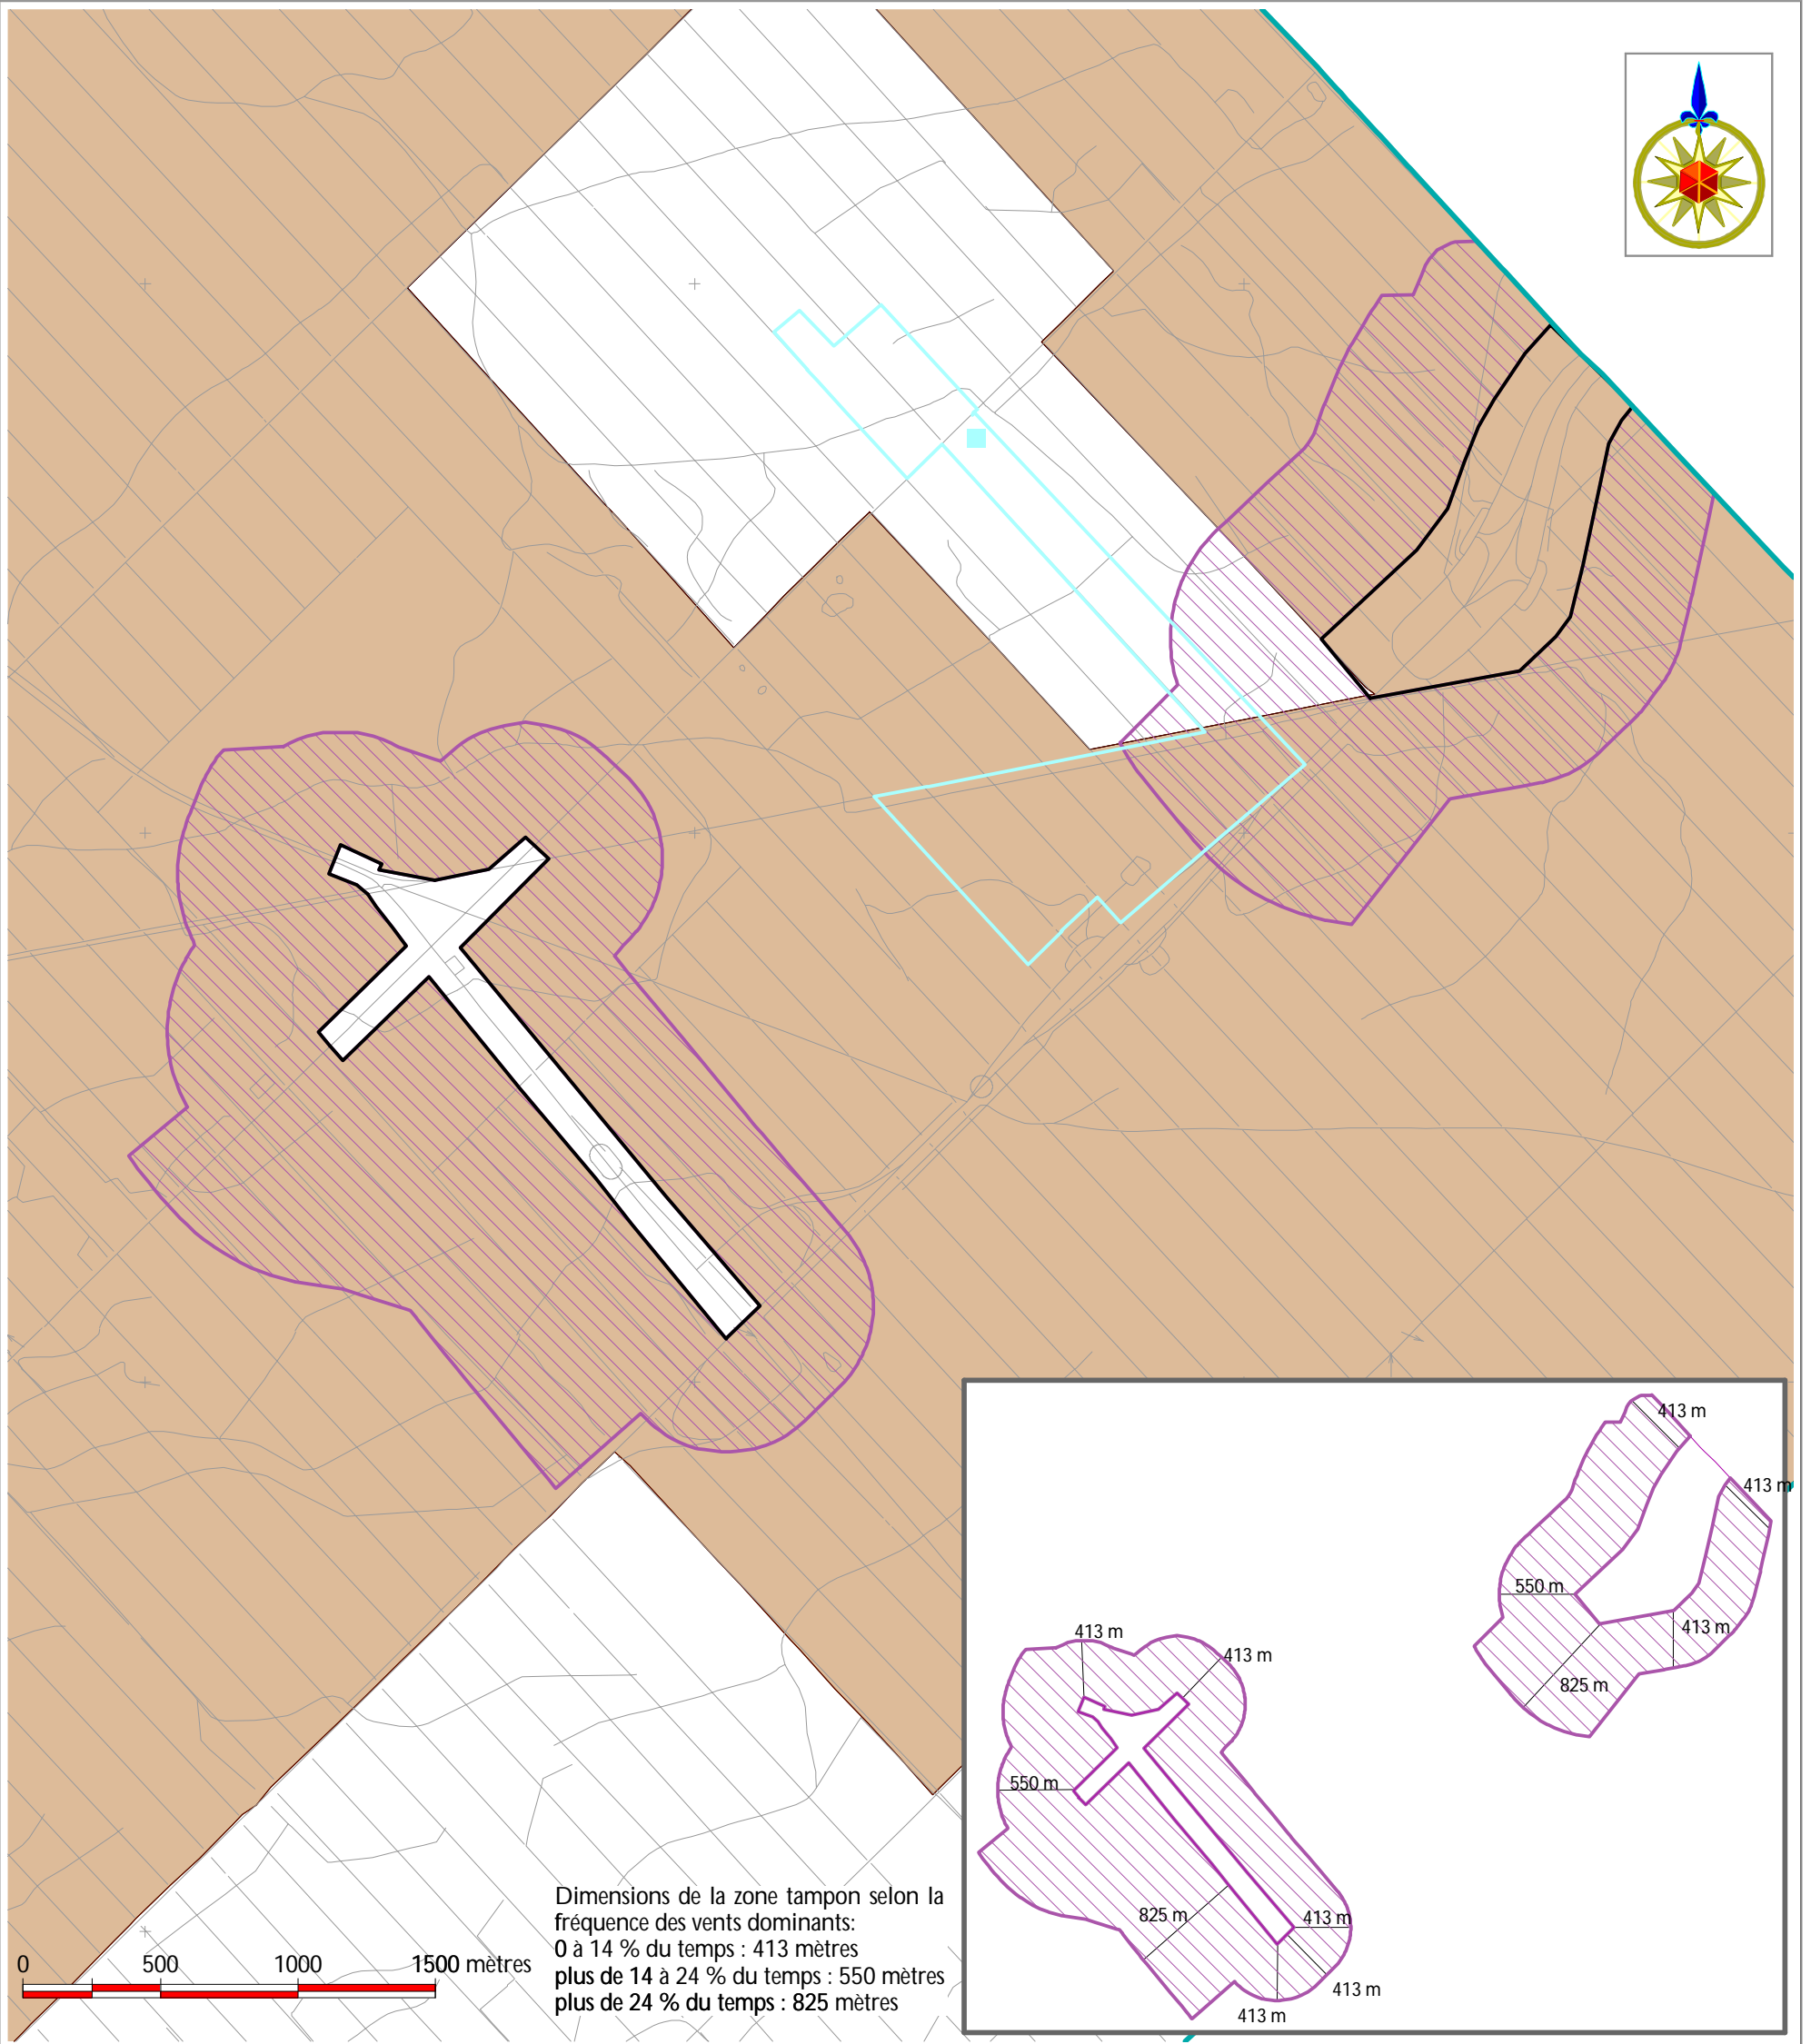 413 m
413 m
550 m
413 m
825 m
413 m
413 m
550 m
825 m
413 m
413 m
413 m
Dimensions de la zone tampon selon la
fréquence des vents dominants:
0 à 14 % du temps : 413 mètres
plus de 14 à 24 % du temps : 550 mètres
plus de 24 % du temps : 825 mètres
0 500 1000 1500 mètres